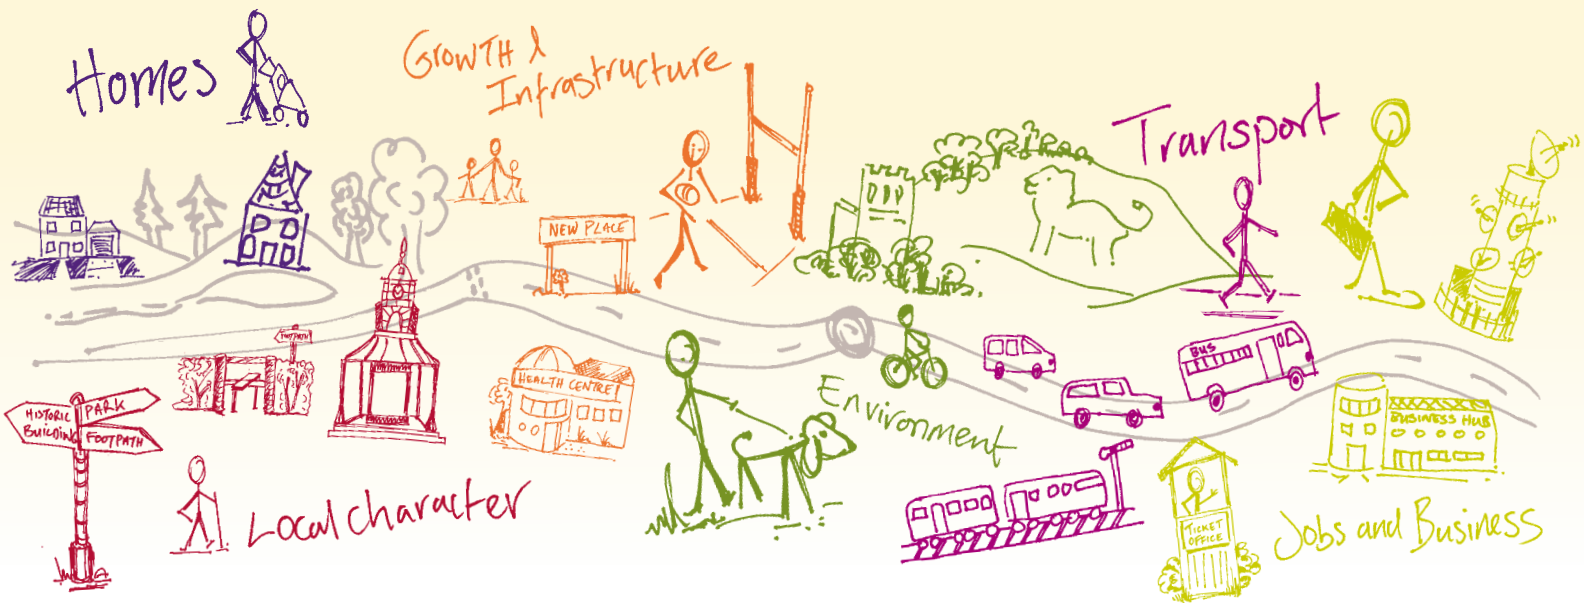 Homes
Growth &
Infrastructure
Transport
NEW PLACE
FOOTPATH
BUS
HEALTH CENTRE
Environment
PARK
HISTORIC
BUILDING
FOOTPATH
BUSINESS HUB
Local character
TICKET
OFFICE
Jobs and Business